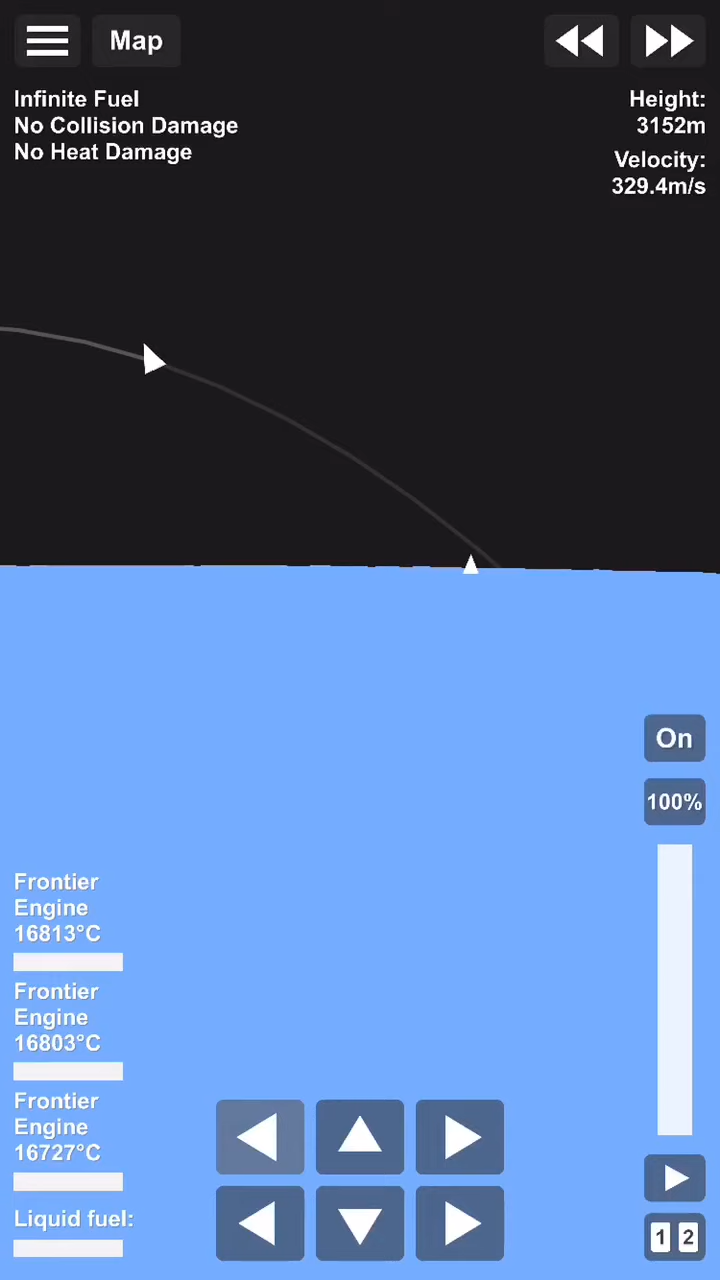 Map
Infinite Fuel
No Collision Damage
No Heat Damage
Height:
3152m
Velocity:
329.4m/s
On
100%
Frontier
Engine
16813°C
Frontier
Engine
16803°C
Frontier
Engine
16727°C
Liquid fuel:
1 2